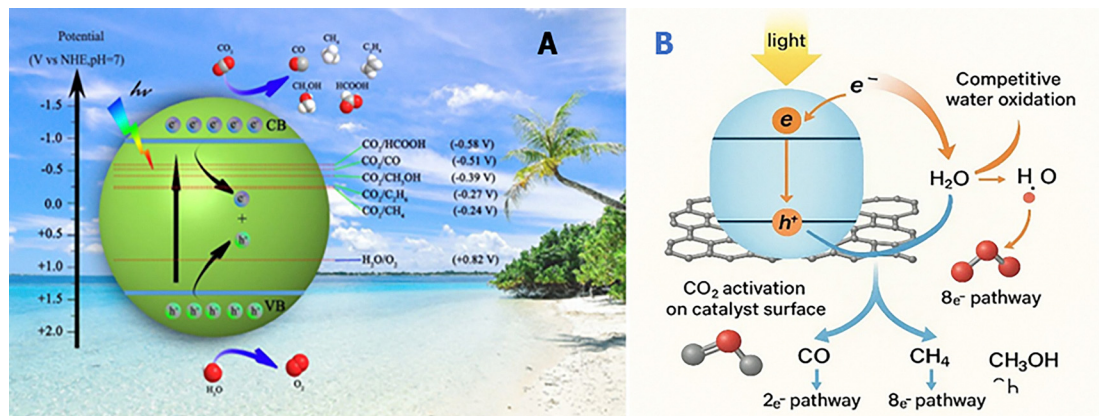 A
Potential
(V vs NHE,pH=7)
hν
-1.5
-1.0
-0.5
0.0
+0.5
+1.0
+1.5
+2.0
CO₂
CO
CH₄
C₂H₆
CH₃OH
HCOOH
e⁻ e⁻ e⁻ e⁻ e⁻
CB
CO₂/HCOOH (-0.58 V)
CO₂/CO (-0.51 V)
CO₂/CH₃OH (-0.39 V)
CO₂/C₂H₆ (-0.27 V)
CO₂/CH₄ (-0.24 V)
e⁻
+
h⁺
H₂O/O₂ (+0.82 V)
VB
h⁺ h⁺ h⁺ h⁺ h⁺
H₂O
O₂
B
light
e⁻
e
Competitive
water oxidation
H₂O
H.O
h⁺
8e⁻ pathway
CO₂ activation
on catalyst surface
CO
CH₄
CH₃OH
2e⁻ pathway
8e⁻ pathway